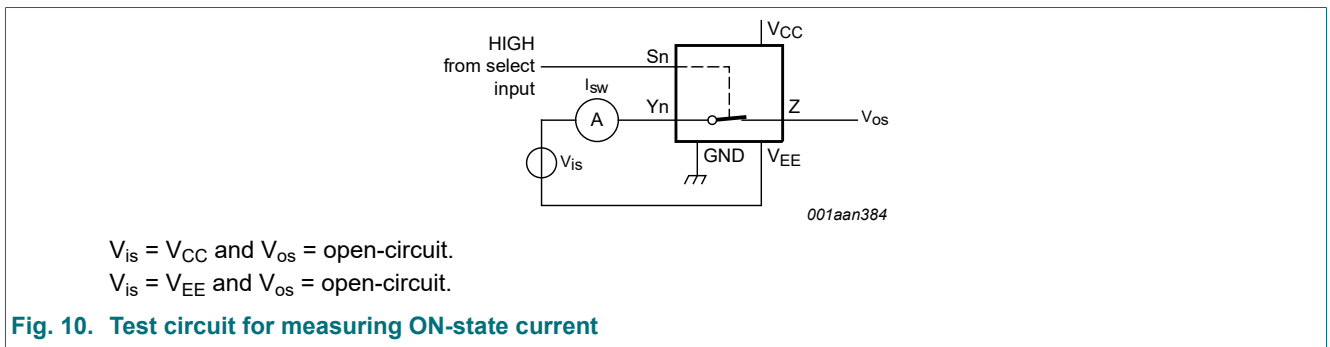 HIGH
from select
input
Sn
VCC
Isw
A
Yn
Z
Vos
Vis
GND
VEE
001aan384
Vis = VCC and Vos = open-circuit.
Vis = VEE and Vos = open-circuit.
Fig. 10. Test circuit for measuring ON-state current